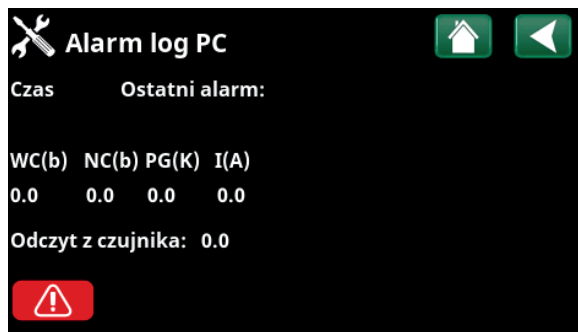 Alarm log PC
Czas Ostatni alarm:
WC(b) NC(b) PG(K) I(A)
0.0 0.0 0.0 0.0
Odczyt z czujnika: 0.0